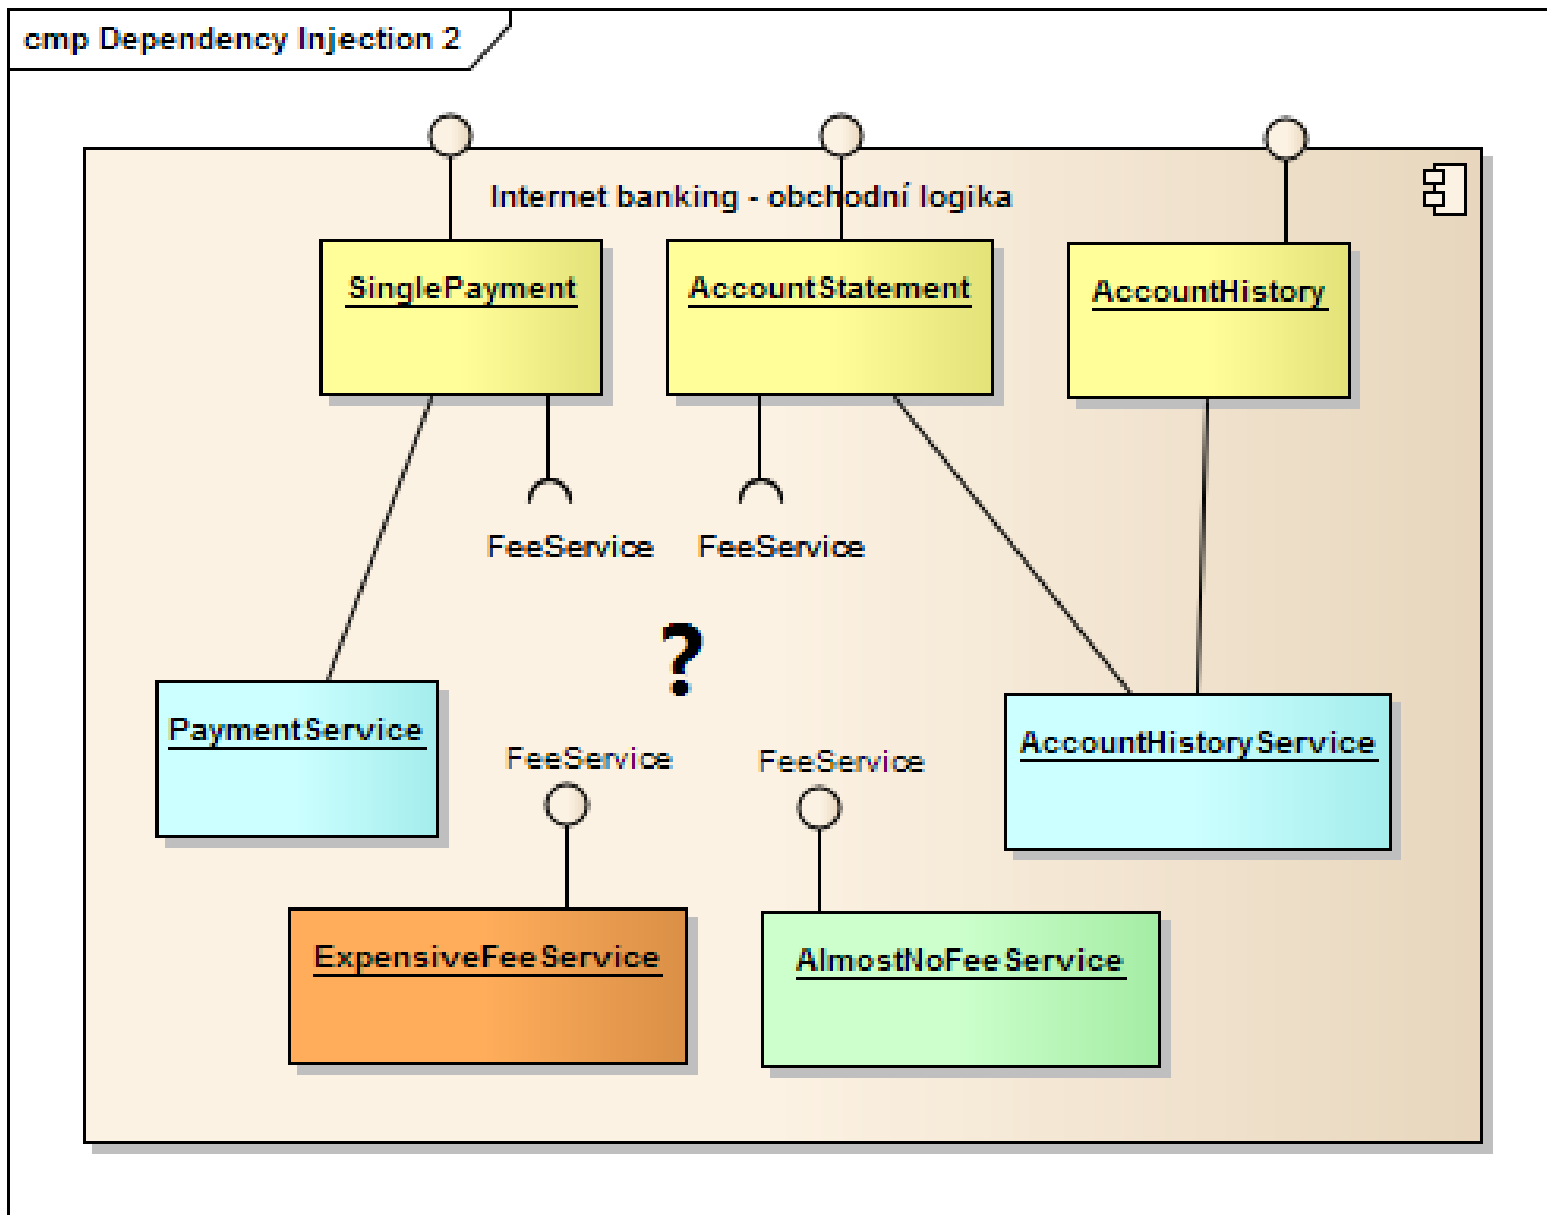 cmp Dependency Injection 2
Internet banking - obchodní logika
SinglePayment
AccountStatement
AccountHistory
FeeService
FeeService
?
PaymentService
FeeService
FeeService
AccountHistoryService
ExpensiveFeeService
AlmostNoFeeService